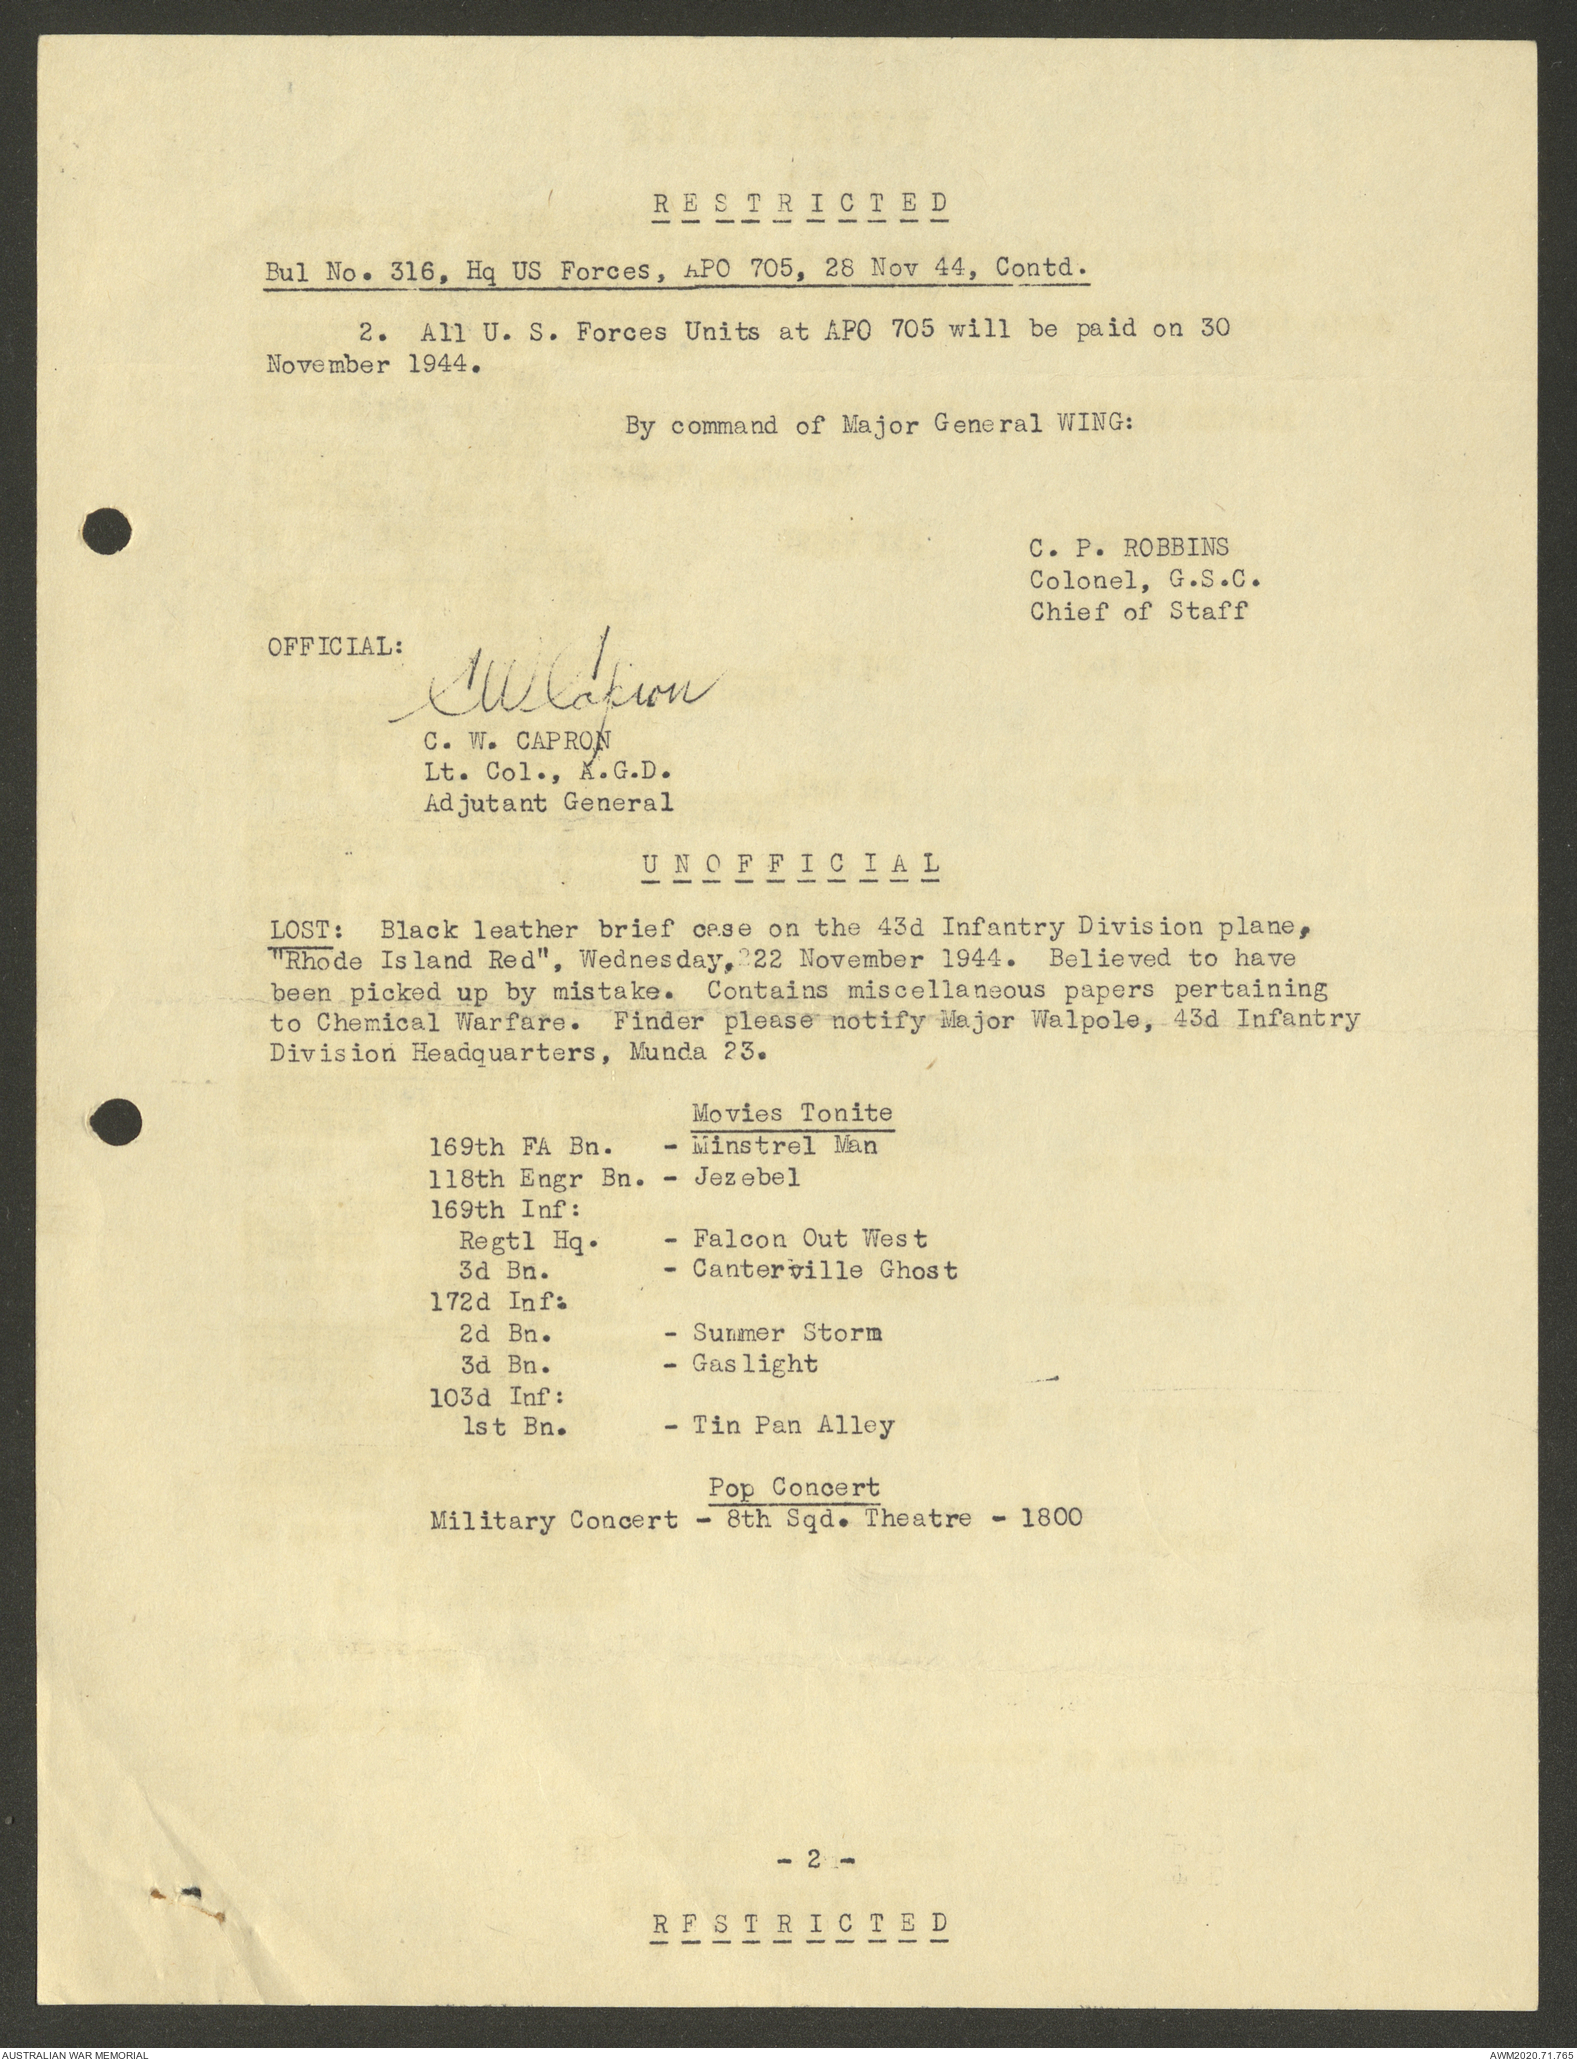 R E S T R I C T E D
Bul No. 316, Hq US Forces, APO 705, 28 Nov 44, Contd.
2. All U. S. Forces Units at APO 705 will be paid on 30
November 1944.
By command of Major General WING:
C. P. ROBBINS
Colonel, G.S.C.
Chief of Staff
OFFICIAL:
CW Capron
C. W. CAPRON
Lt. Col., A.G.D.
Adjutant General
U N O F F I C I A L
LOST: Black leather brief case on the 43d Infantry Division plane,
"Rhode Island Red", Wednesday, 22 November 1944. Believed to have
been picked up by mistake. Contains miscellaneous papers pertaining
to Chemical Warfare. Finder please notify Major Walpole, 43d Infantry
Division Headquarters, Munda 23.
Movies Tonite
169th FA Bn. - Minstrel Man
118th Engr Bn. - Jezebel
169th Inf:
Regtl Hq. - Falcon Out West
3d Bn. - Canterville Ghost
172d Inf:
2d Bn. - Summer Storm
3d Bn. - Gaslight
103d Inf:
1st Bn. - Tin Pan Alley
Pop Concert
Military Concert - 8th Sqd. Theatre - 1800
- 2 -
R E S T R I C T E D
AUSTRALIAN WAR MEMORIAL
AWM2020.71.765